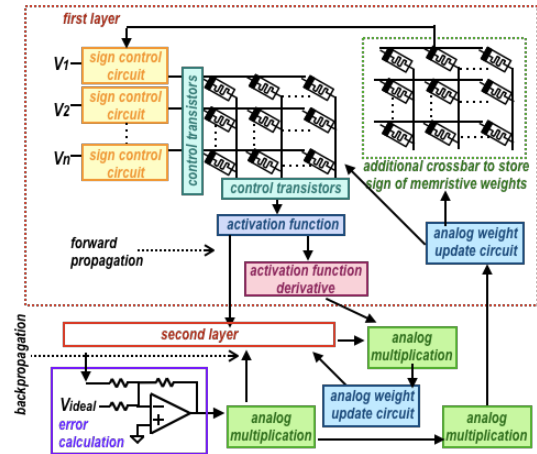 first layer
V1
sign control
circuit
V2
sign control
circuit
Vn
sign control
circuit
control transistors
control transistors
additional crossbar to store
sign of memristive weights
activation function
analog weight
update circuit
forward
propagation
activation function
derivative
second layer
analog
multiplication
backpropagation
Videal
error
calculation
analog weight
update circuit
analog
multiplication
analog
multiplication